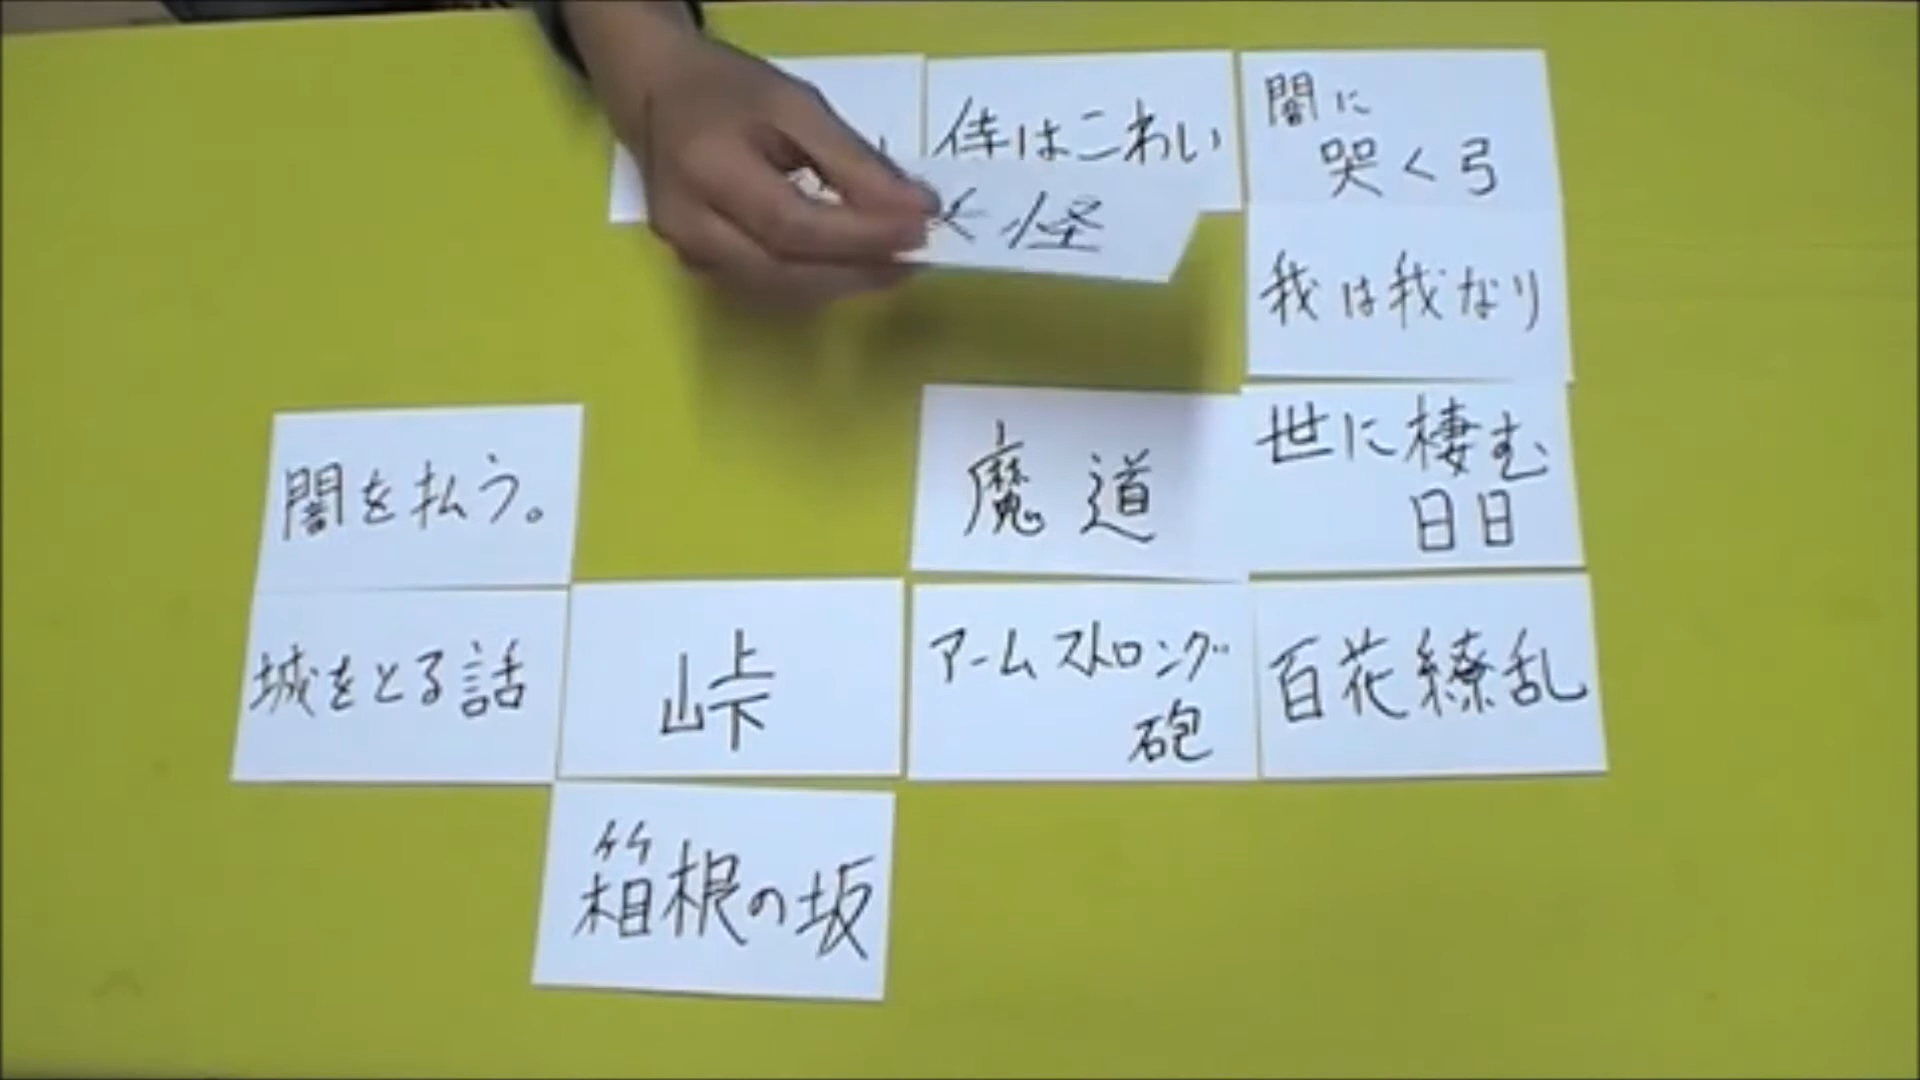 侍はこわい
闇に
哭く弓
怪
我は我なり
闇を払う。
魔道
世に棲む
日日
城をとる話
峠
アームストロング
砲
百花繚乱
箱根の坂